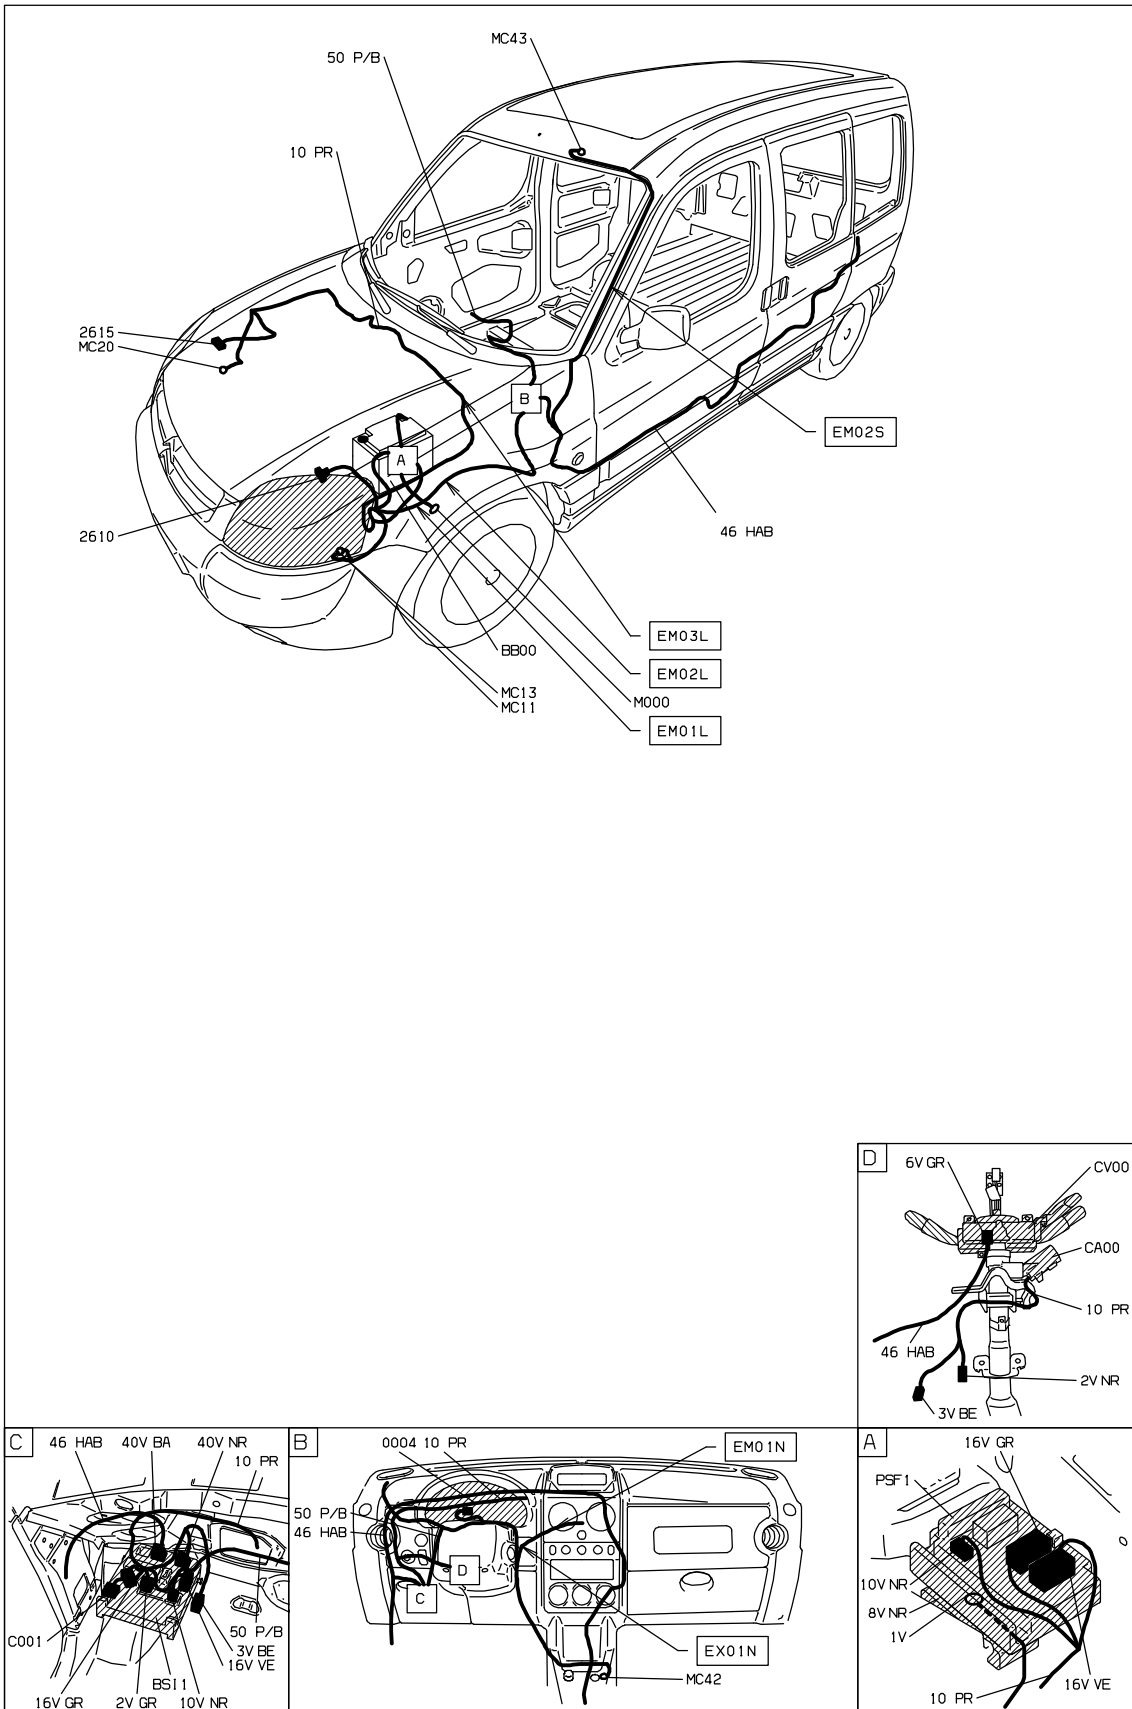 MC43
50 P/B
10 PR
2615
MC20
B
EM02S
A
46 HAB
2610
EM03L
BB00
EM02L
MC13
M000
MC11
EM01L
D
6V GR
CV00
CA00
10 PR
46 HAB
2V NR
3V BE
C
46 HAB
40V BA
40V NR
10 PR
C001
50 P/B
3V BE
16V VE
BSI1
16V GR
2V GR
10V NR
B
0004
10 PR
EM01N
50 P/B
46 HAB
D
C
EX01N
MC42
A
16V GR
PSF1
10V NR
8V NR
1V
16V VE
10 PR